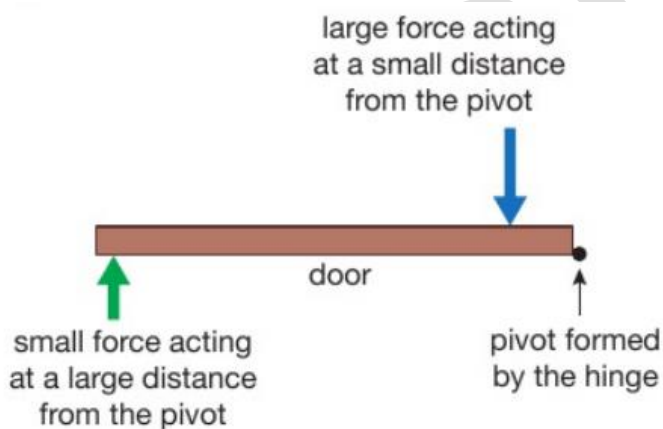 large force acting
at a small distance
from the pivot
door
small force acting
at a large distance
from the pivot
pivot formed
by the hinge